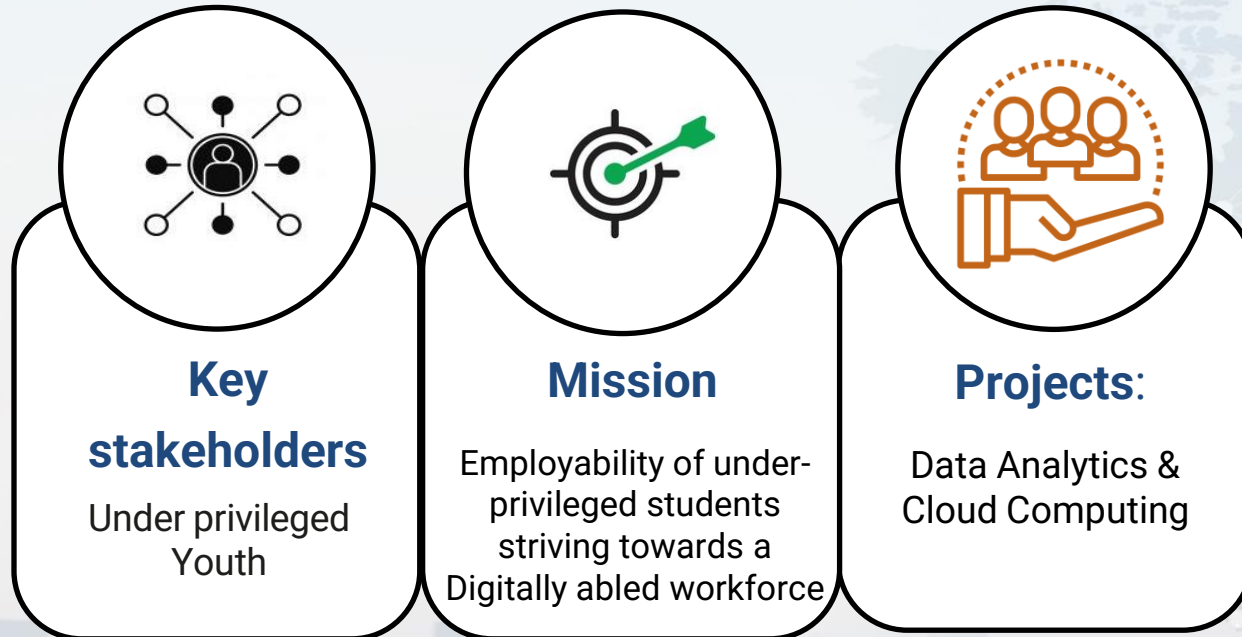 Key
stakeholders
Under privileged
Youth
Mission
Employability of under-
privileged students
striving towards a
Digitally abled workforce
Projects:
Data Analytics &
Cloud Computing